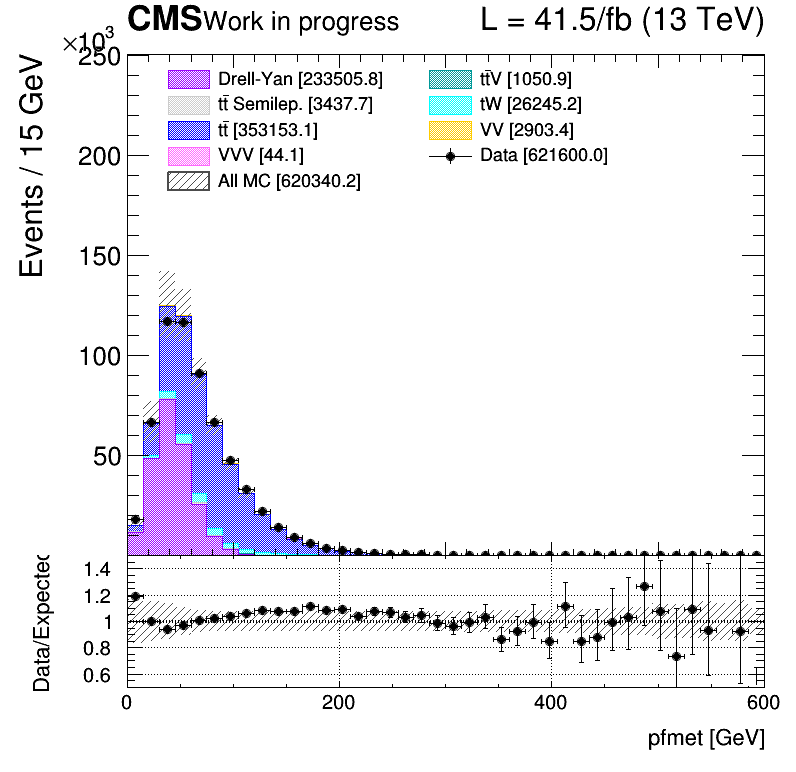 CMS Work in progress L = 41.5/fb (13 TeV)
×10³
Events / 15 GeV
250
200
150
100
50
Drell-Yan [233505.8]
tt̄ Semilep. [3437.7]
tt̄ [353153.1]
VVV [44.1]
All MC [620340.2]
tt̄V [1050.9]
tW [26245.2]
VV [2903.4]
Data [621600.0]
Data/Expected
1.4
1.2
1
0.8
0.6
0 200 400 600
pfmet [GeV]